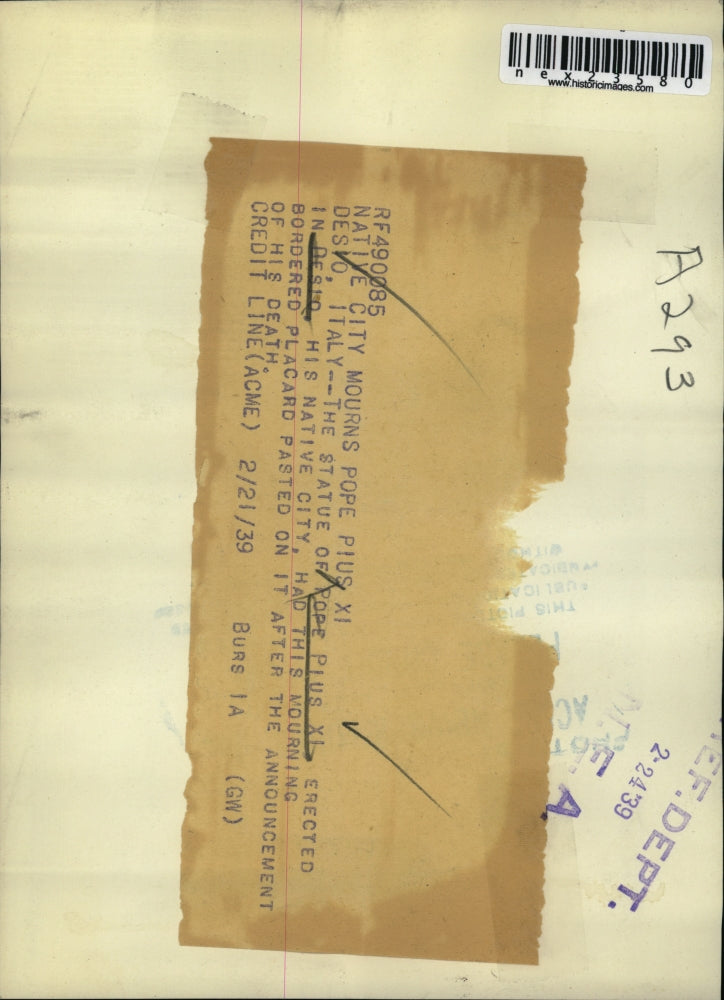 nex23580
www.historicimages.com
A293
RF490085
NATIVE CITY MOURNS POPE PIUS XI
DESIO, ITALY--THE STATUE OF POPE PIUS XI ERECTED
IN DESIO, HIS NATIVE CITY, HAD THIS MOURNING
BORDERED PLACARD PASTED ON IT AFTER THE ANNOUNCEMENT
OF HIS DEATH.
CREDIT LINE(ACME) 2/21/39 BURS IA (GW)
THIS
N.E.A.
2-24'39
REF.DEPT.